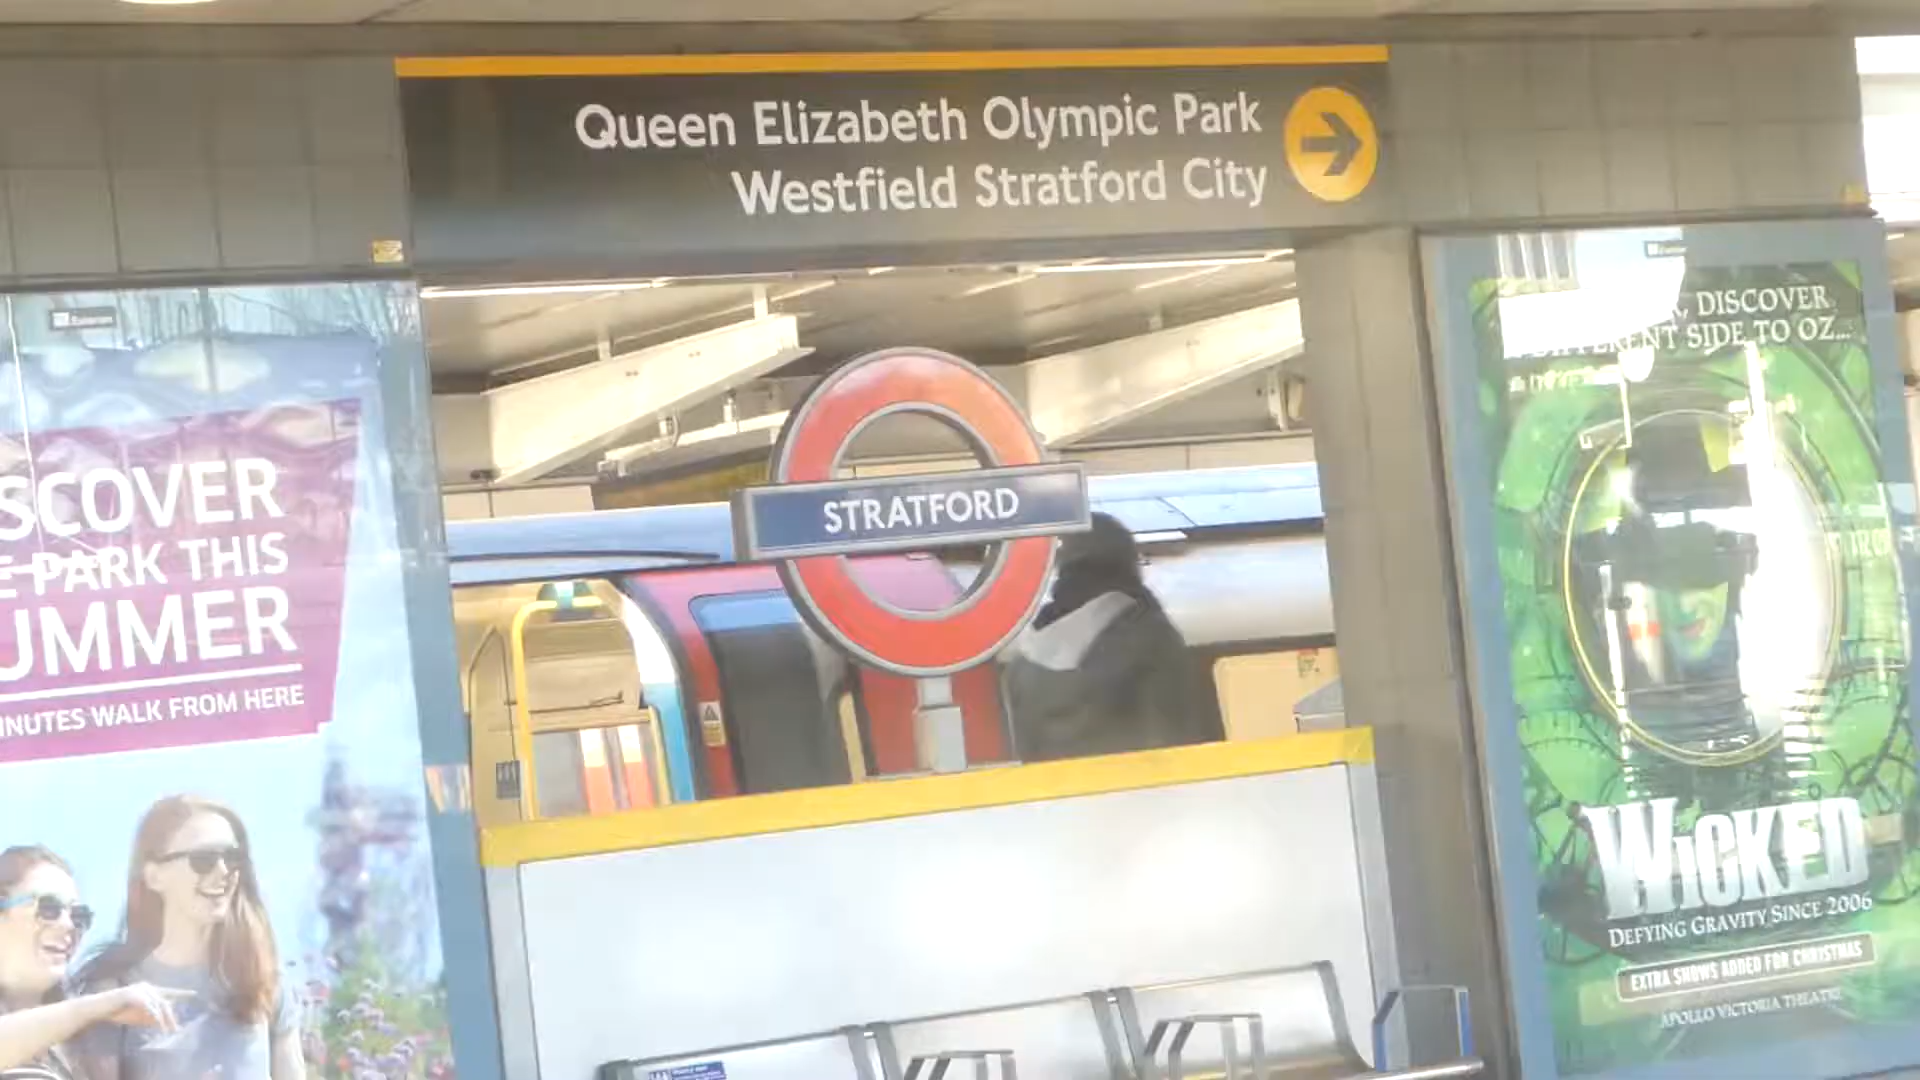 Queen Elizabeth Olympic Park
Westfield Stratford City
STRATFORD
SCOVER
PARK THIS
UMMER
INUTES WALK FROM HERE
DISCOVER
SIDE TO OZ...
WICKED
DEFYING GRAVITY SINCE 2006
EXTRA SHOWS ADDED FOR CHRISTMAS
APOLLO VICTORIA THEATRE